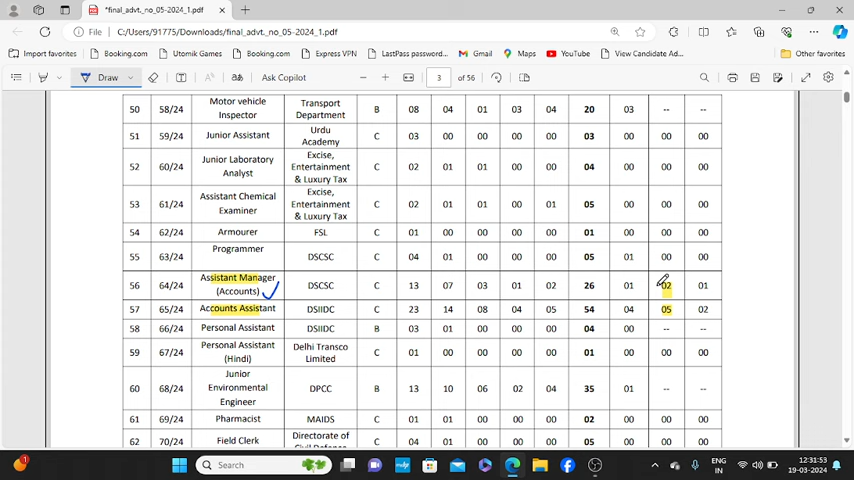 *final_advt._no_05-2024_1.pdf
File C:/Users/91775/Downloads/final_advt._no_05-2024_1.pdf
Import favorites Booking.com Utomik Games Booking.com Express VPN LastPass password... Gmail Maps YouTube View Candidate Ad... Other favorites
Draw Ask Copilot 3 of 56
50 58/24 Motor vehicle Inspector Transport Department B 08 04 01 03 04 20 03 -- --
51 59/24 Junior Assistant Urdu Academy C 03 00 00 00 00 03 00 00 00
52 60/24 Junior Laboratory Analyst Excise, Entertainment & Luxury Tax C 02 01 01 00 00 04 00 00 00
53 61/24 Assistant Chemical Examiner Excise, Entertainment & Luxury Tax C 02 01 01 00 01 05 00 00 00
54 62/24 Armourer FSL C 01 00 00 00 00 01 00 00 00
55 63/24 Programmer DSCSC C 04 01 00 00 00 05 01 00 00
56 64/24 Assistant Manager (Accounts) DSCSC C 13 07 03 01 02 26 01 02 01
57 65/24 Accounts Assistant DSIIDC C 23 14 08 04 05 54 04 05 02
58 66/24 Personal Assistant DSIIDC B 03 01 00 00 00 04 00 -- --
59 67/24 Personal Assistant (Hindi) Delhi Transco Limited C 01 00 00 00 00 01 00 00 00
60 68/24 Junior Environmental Engineer DPCC B 13 10 06 02 04 35 01 -- --
61 69/24 Pharmacist MAIDS C 01 01 00 00 00 02 00 00 00
62 70/24 Field Clerk Directorate of Civil Defence C 04 01 00 00 00 05 00 00 00
Search ENG IN 12:31:53 19-03-2024